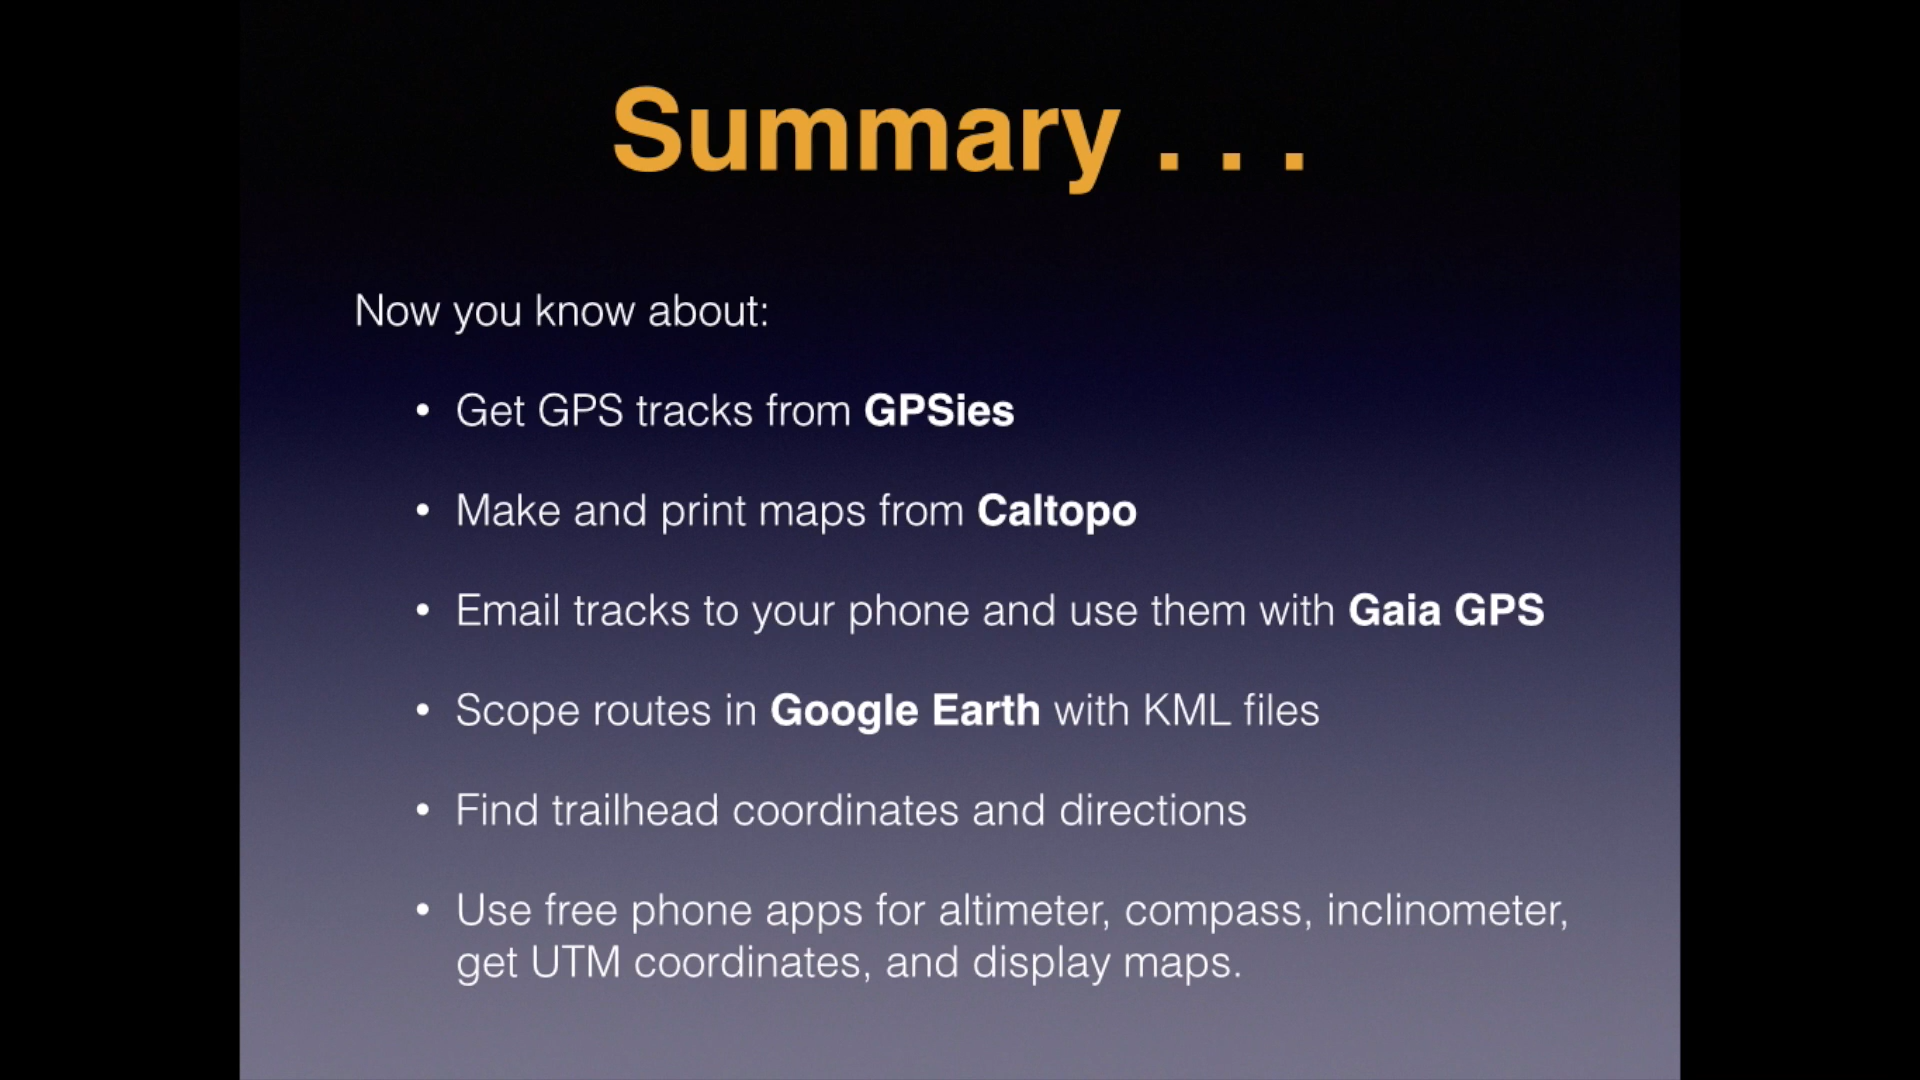 Summary . . .
Now you know about:
• Get GPS tracks from GPSies
• Make and print maps from Caltopo
• Email tracks to your phone and use them with Gaia GPS
• Scope routes in Google Earth with KML files
• Find trailhead coordinates and directions
• Use free phone apps for altimeter, compass, inclinometer,
get UTM coordinates, and display maps.